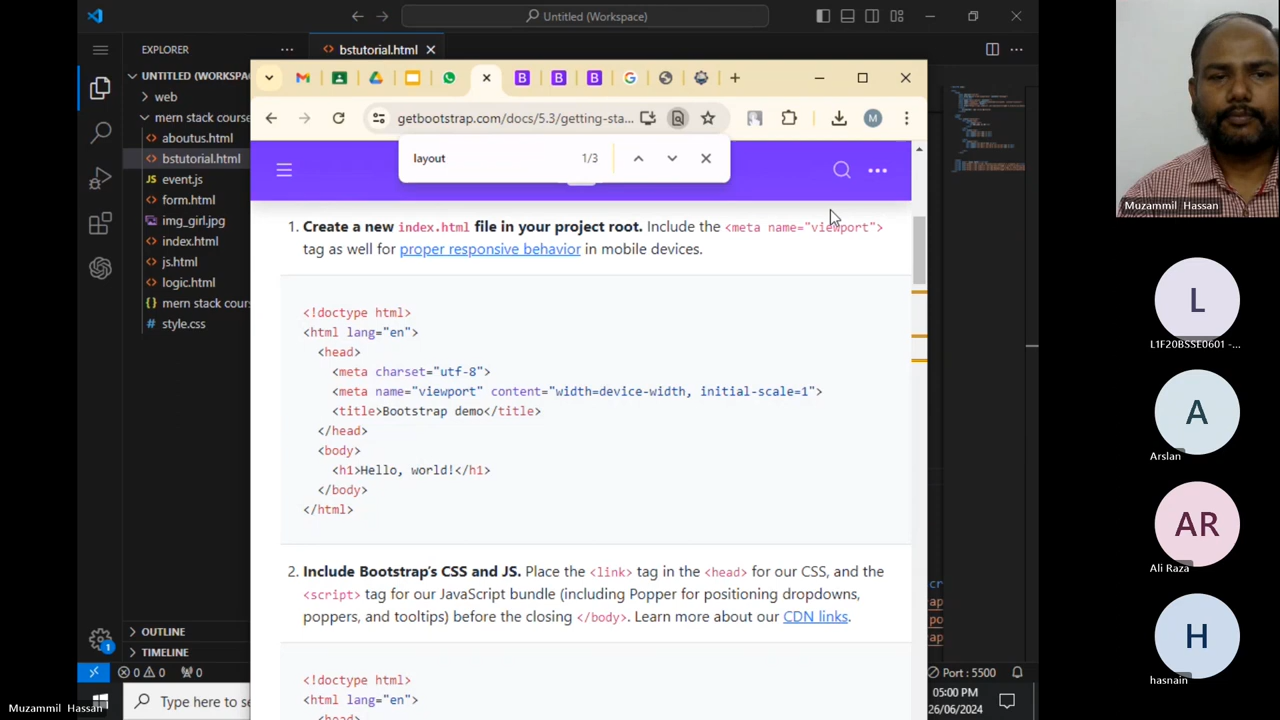 Untitled (Workspace)
EXPLORER
bstutorial.html
UNTITLED (WORKSPA
web
mern stack cours
aboutus.html
bstutorial.html
event.js
form.html
img_girl.jpg
index.html
js.html
logic.html
mern stack cour
style.css
OUTLINE
TIMELINE
0 0 0
getbootstrap.com/docs/5.3/getting-sta...
M
layout
1/3
1. Create a new index.html file in your project root. Include the <meta name="viewport">
tag as well for proper responsive behavior in mobile devices.
<!doctype html>
<html lang="en">
<head>
<meta charset="utf-8">
<meta name="viewport" content="width=device-width, initial-scale=1">
<title>Bootstrap demo</title>
</head>
<body>
<h1>Hello, world!</h1>
</body>
</html>
2. Include Bootstrap's CSS and JS. Place the <link> tag in the <head> for our CSS, and the
<script> tag for our JavaScript bundle (including Popper for positioning dropdowns,
poppers, and tooltips) before the closing </body>. Learn more about our CDN links.
<!doctype html>
<html lang="en">
cr
ap
po
ap
Port : 5500
Type here to se
05:00 PM
26/06/2024
Muzammil Hassan
Muzammil Hassan
L
L1F20BSSE0601 -...
A
Arslan
AR
Ali Raza
H
hasnain